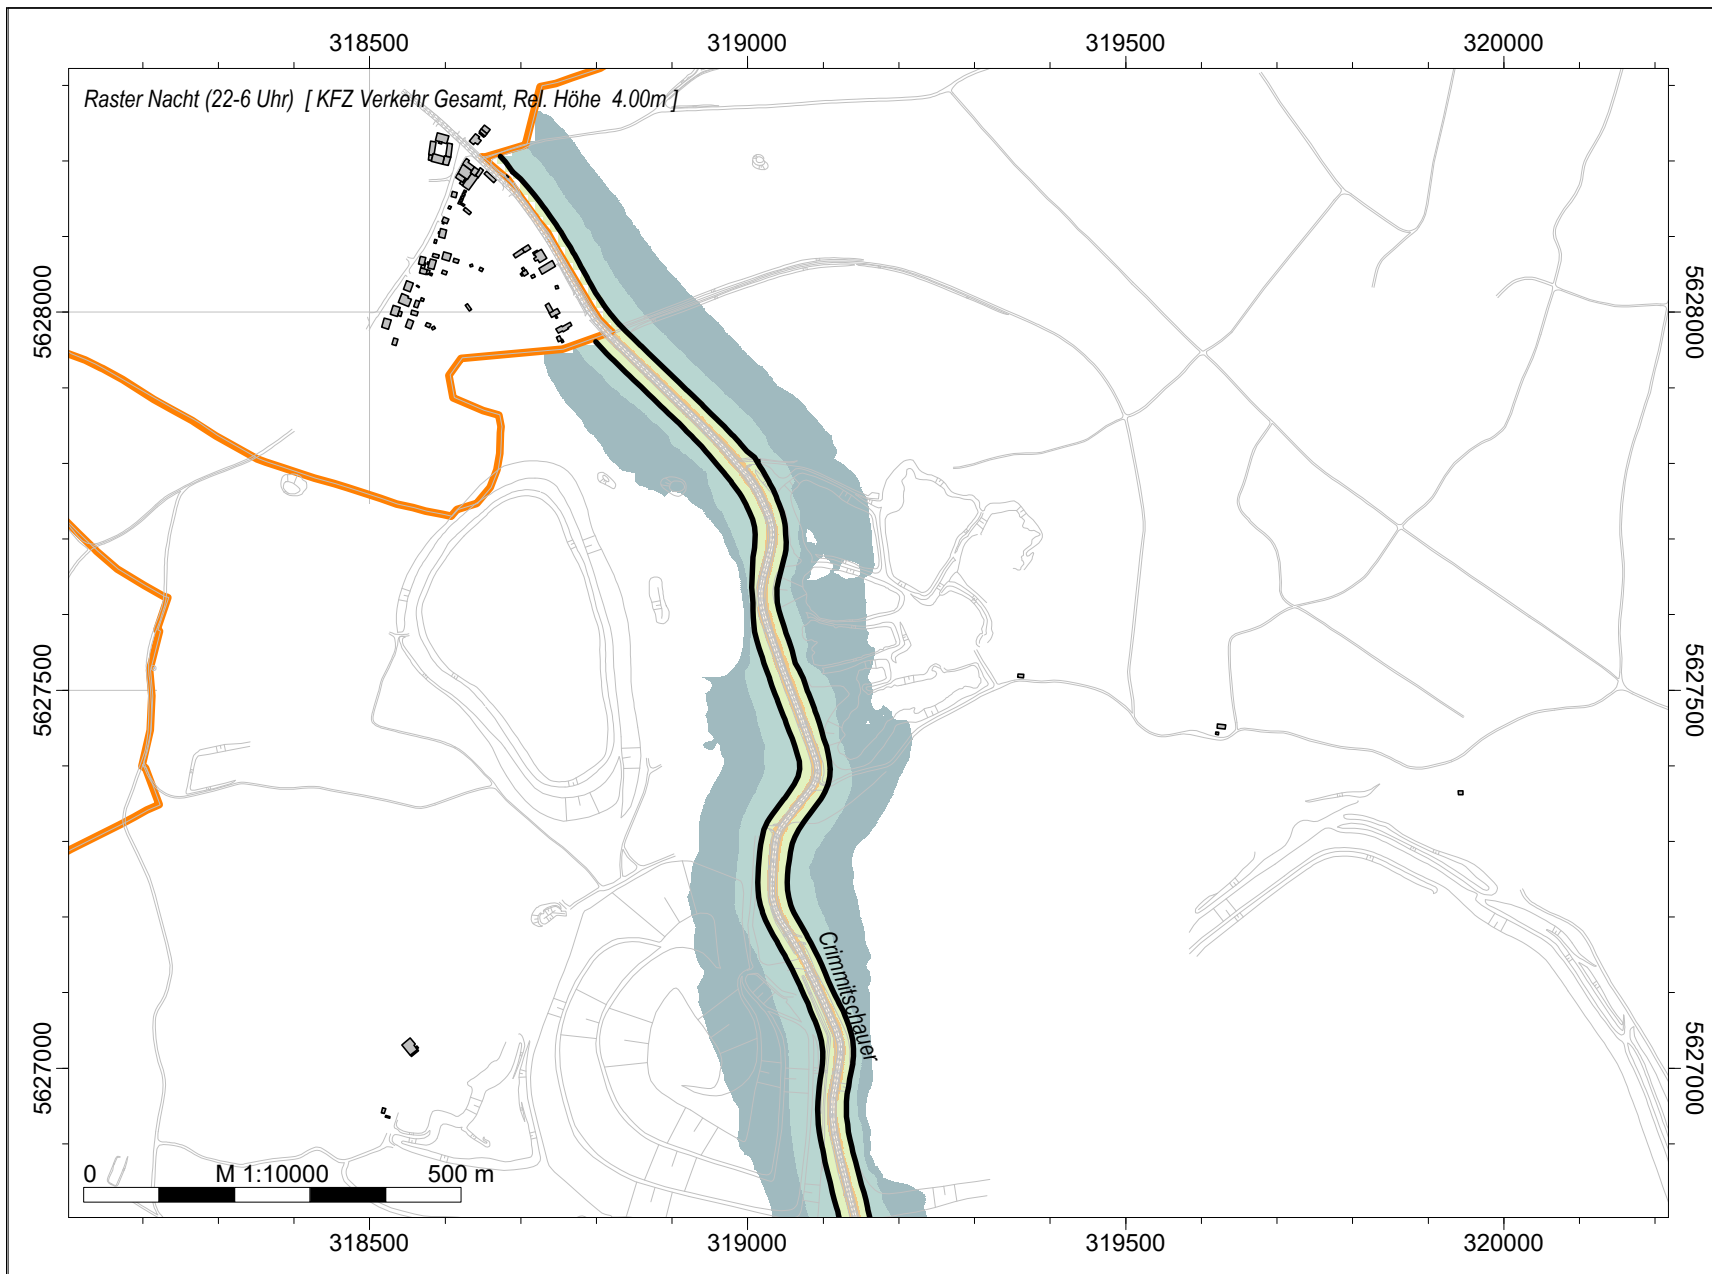 318500 319000 319500 320000
Raster Nacht (22-6 Uhr) [ KFZ Verkehr Gesamt, Rel. Höhe 4.00m ]
5628000 5628000
5627500 5627500
Crimmitschauer
5627000 5627000
0 M 1:10000 500 m
318500 319000 319500 320000